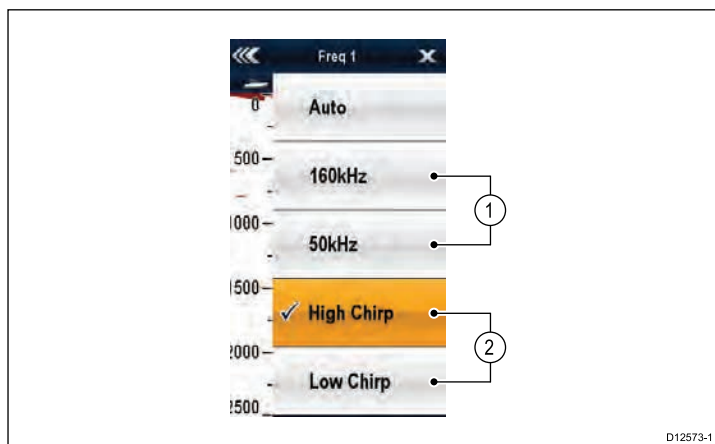 Freq 1
0
Auto
500
160kHz
1
1000
50kHz
1500
High Chirp
2
2000
Low Chirp
2500
D12573-1